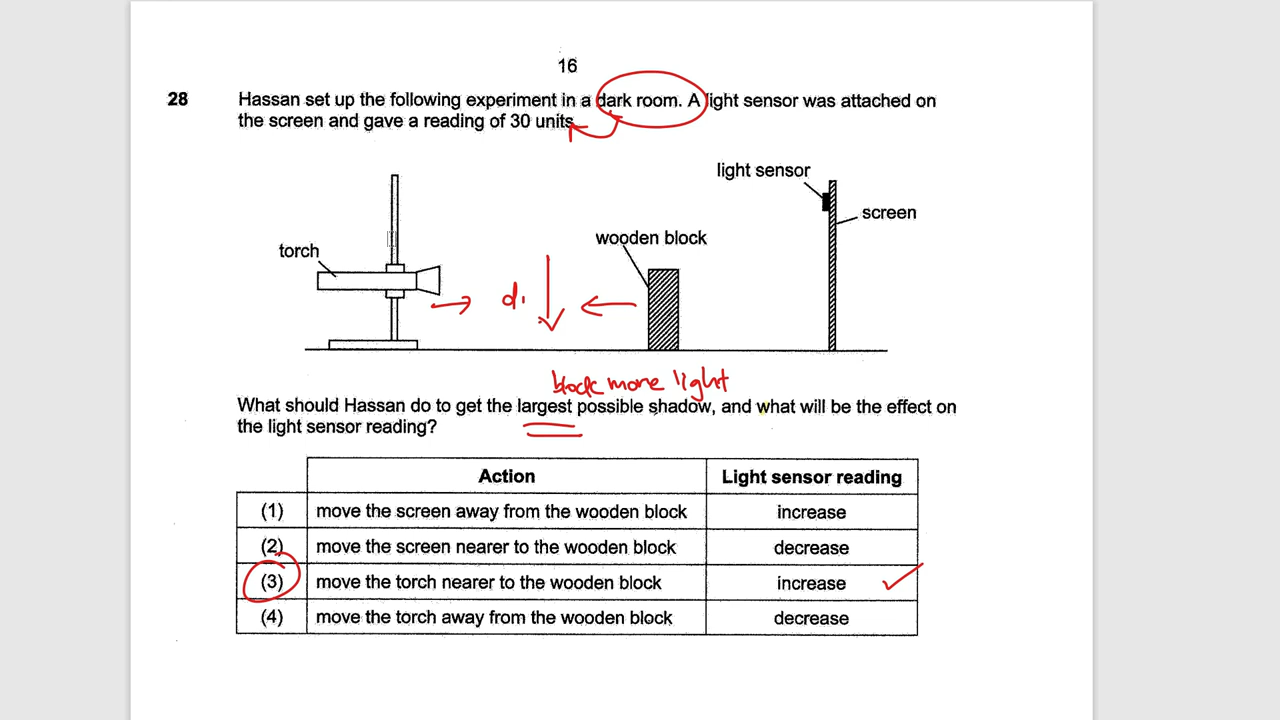 16
28 Hassan set up the following experiment in a dark room. A light sensor was attached on
the screen and gave a reading of 30 units
light sensor
screen
wooden block
torch
d.
block more light
What should Hassan do to get the largest possible shadow, and what will be the effect on
the light sensor reading?
Action Light sensor reading
(1) move the screen away from the wooden block increase
(2) move the screen nearer to the wooden block decrease
(3) move the torch nearer to the wooden block increase
(4) move the torch away from the wooden block decrease